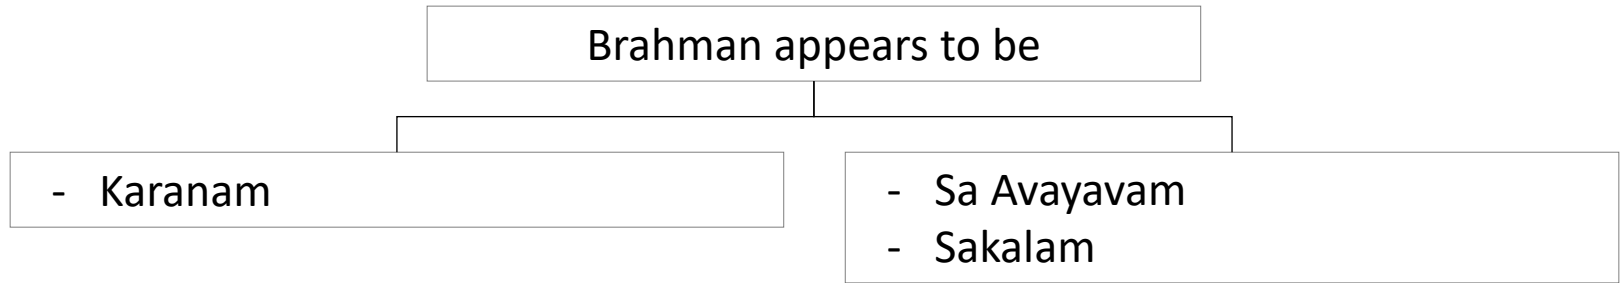 Brahman appears to be
- Karanam
- Sa Avayavam
- Sakalam